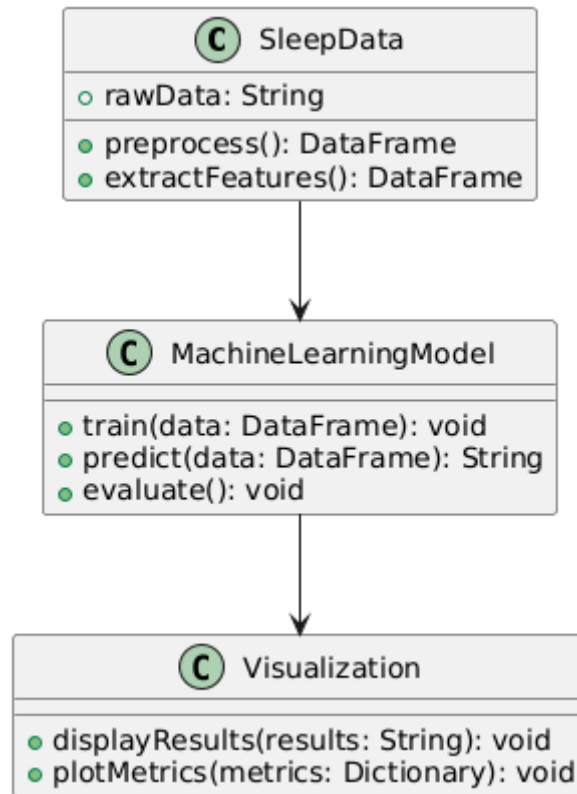 C SleepData
rawData: String
preprocess(): DataFrame
extractFeatures(): DataFrame
C MachineLearningModel
train(data: DataFrame): void
predict(data: DataFrame): String
evaluate(): void
C Visualization
displayResults(results: String): void
plotMetrics(metrics: Dictionary): void